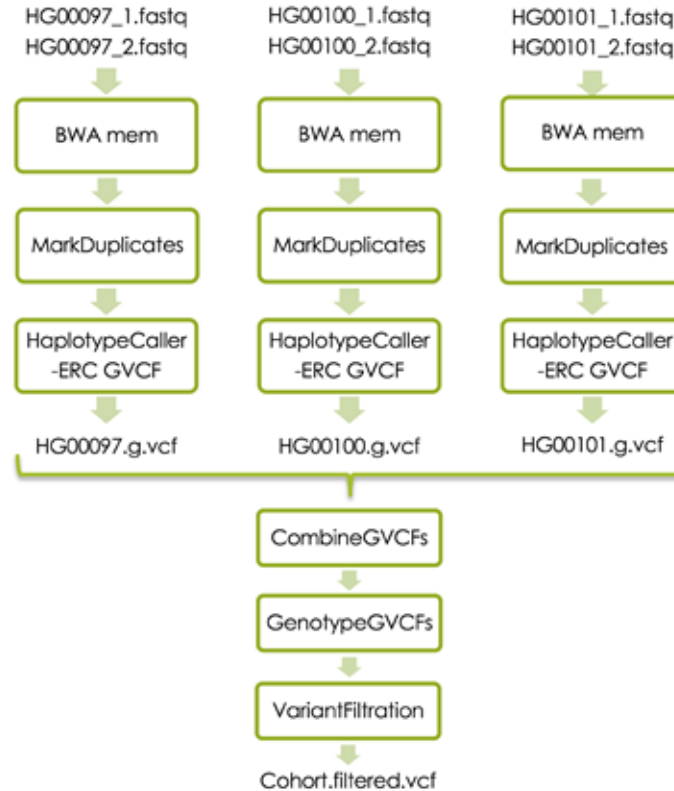 HG00097_1.fastq
HG00097_2.fastq
HG00100_1.fastq
HG00100_2.fastq
HG00101_1.fastq
HG00101_2.fastq
BWA mem
BWA mem
BWA mem
MarkDuplicates
MarkDuplicates
MarkDuplicates
HaplotypeCaller
-ERC GVCF
HaplotypeCaller
-ERC GVCF
HaplotypeCaller
-ERC GVCF
HG00097.g.vcf
HG00100.g.vcf
HG00101.g.vcf
CombineGVCFs
GenotypeGVCFs
VariantFiltration
Cohort.filtered.vcf